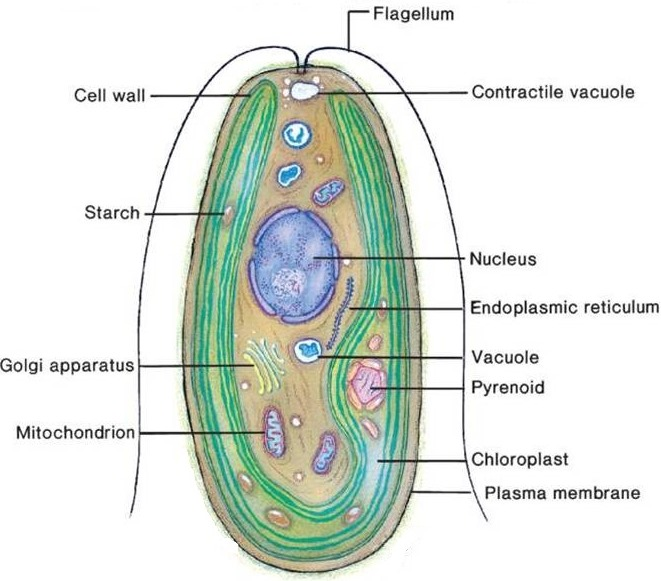 Flagellum
Cell wall
Contractile vacuole
Starch
Nucleus
Endoplasmic reticulum
Vacuole
Golgi apparatus
Pyrenoid
Mitochondrion
Chloroplast
Plasma membrane